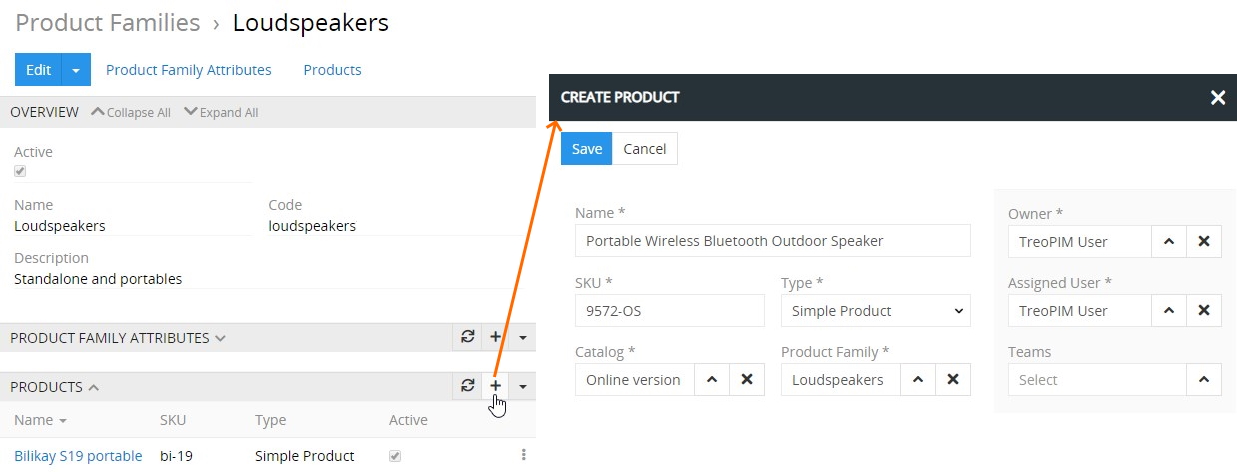 Product Families › Loudspeakers
Edit
Product Family Attributes
Products
OVERVIEW
Collapse All
Expand All
Active
Name
Code
Loudspeakers
loudspeakers
Description
Standalone and portables
PRODUCT FAMILY ATTRIBUTES
PRODUCTS
Name
SKU
Type
Active
Bilikay S19 portable
bi-19
Simple Product
CREATE PRODUCT
Save
Cancel
Name *
Portable Wireless Bluetooth Outdoor Speaker
SKU *
Type *
9572-OS
Simple Product
Catalog *
Product Family *
Online version
Loudspeakers
Owner *
TreoPIM User
Assigned User *
TreoPIM User
Teams
Select